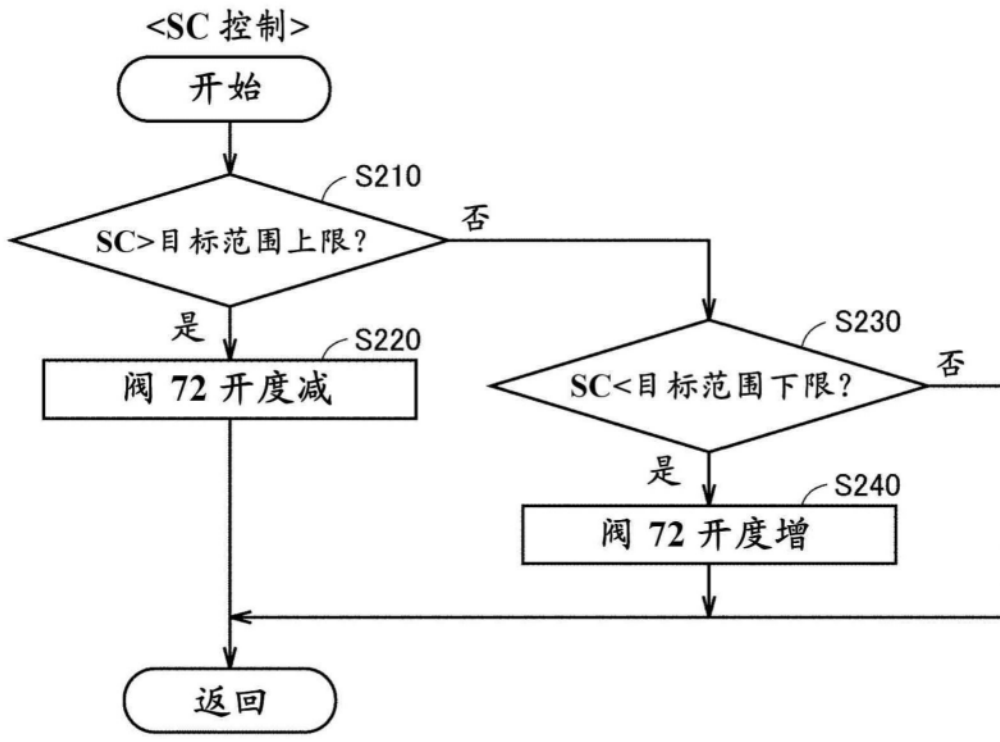 <SC 控制>
开始
S210
SC>目标范围上限?
否
是
S220
阀 72 开度减
S230
SC<目标范围下限?
否
是
S240
阀 72 开度增
返回